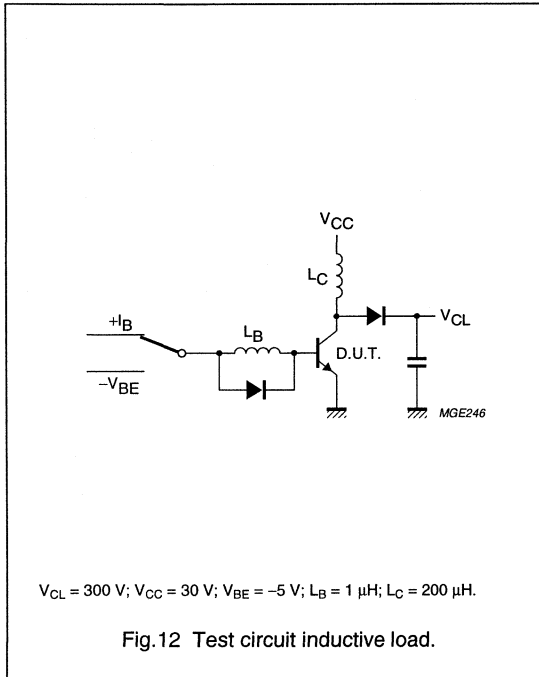 VCC
LC
+IB
LB
VCL
D.U.T.
−VBE
MGE246
VCL = 300 V; VCC = 30 V; VBE = −5 V; LB = 1 μH; LC = 200 μH.
Fig.12 Test circuit inductive load.